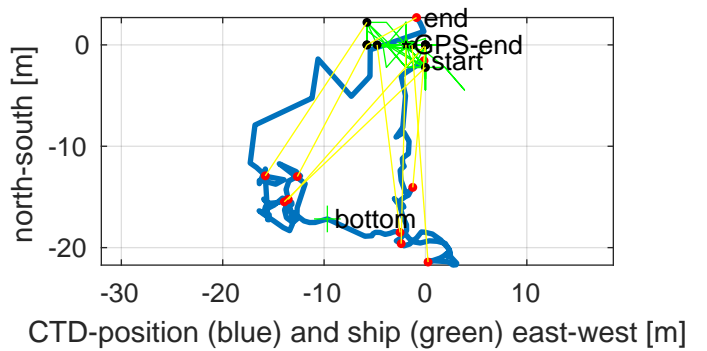 end
GPS-end
start
bottom
0
-10
-20
north-south [m]
-30
-20
-10
0
10
CTD-position (blue) and ship (green) east-west [m]